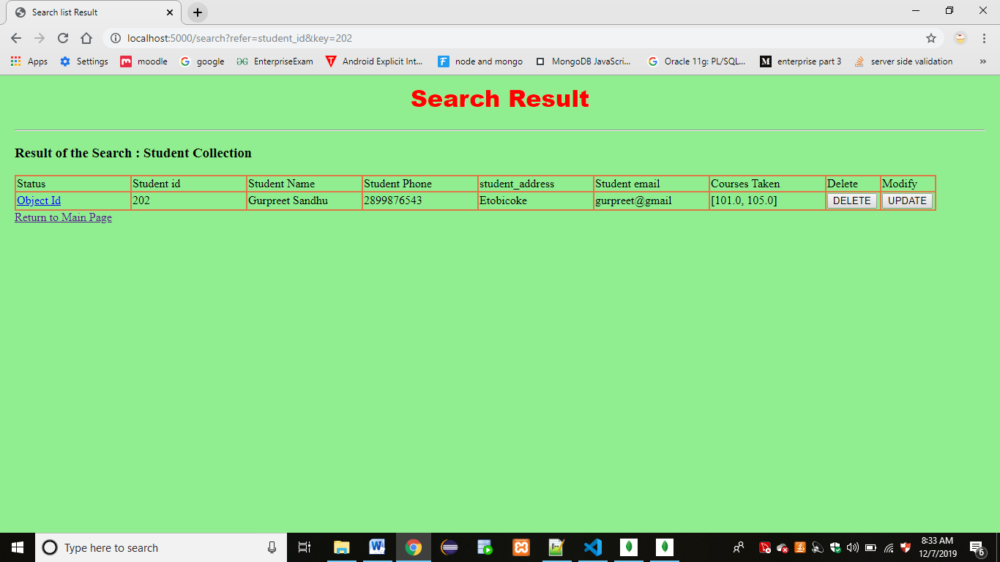 Search list Result
localhost:5000/search?refer=student_id&key=202
Apps Settings moodle google EnterpriseExam Android Explicit Int... node and mongo MongoDB JavaScri... Oracle 11g: PL/SQL... enterprise part 3 server side validation »
Search Result
Result of the Search : Student Collection
Status Student id Student Name Student Phone student_address Student email Courses Taken Delete Modify
Object Id 202 Gurpreet Sandhu 2899876543 Etobicoke gurpreet@gmail [101.0, 105.0] DELETE UPDATE
Return to Main Page
Type here to search
8:33 AM
12/7/2019
6